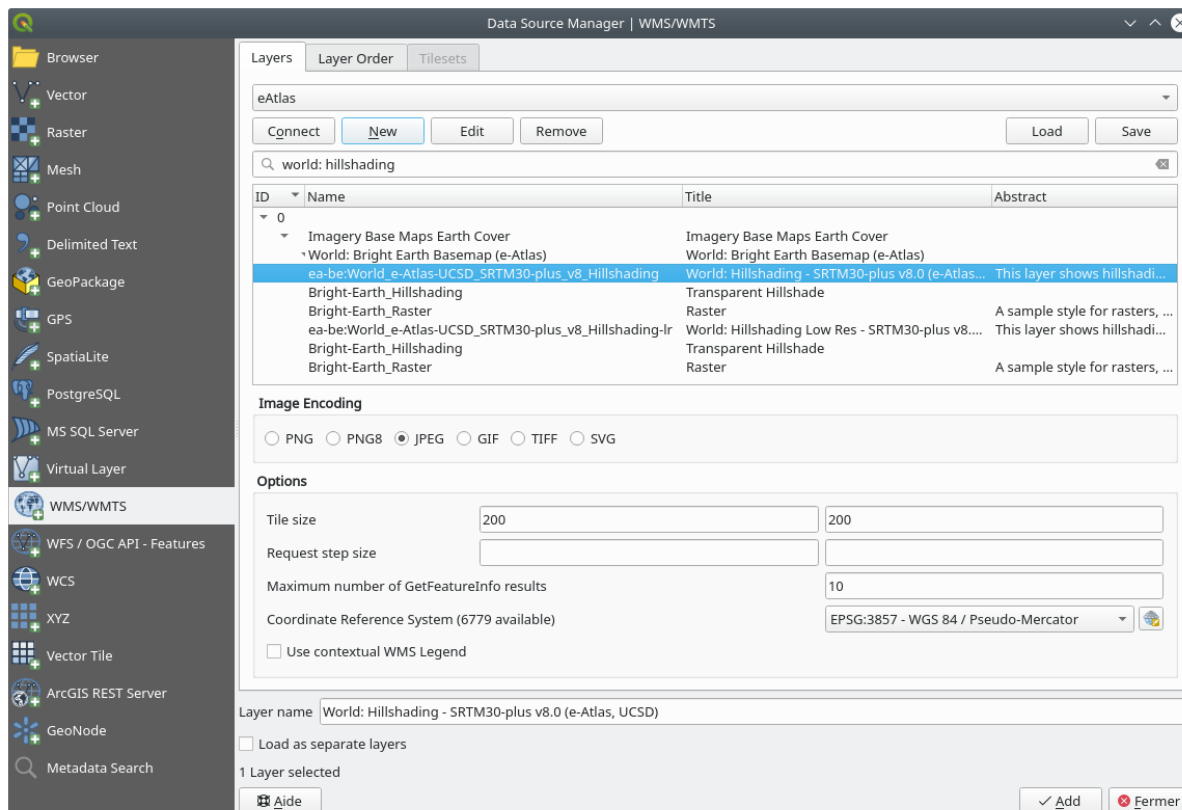 Data Source Manager | WMS/WMTS
Browser
Vector
Raster
Mesh
Point Cloud
Delimited Text
GeoPackage
GPS
SpatiaLite
PostgreSQL
MS SQL Server
Virtual Layer
WMS/WMTS
WFS / OGC API - Features
WCS
XYZ
Vector Tile
ArcGIS REST Server
GeoNode
Metadata Search
Layers Layer Order Tilesets
eAtlas
Connect New Edit Remove Load Save
world: hillshading
ID Name Title Abstract
0
Imagery Base Maps Earth Cover Imagery Base Maps Earth Cover
World: Bright Earth Basemap (e-Atlas) World: Bright Earth Basemap (e-Atlas)
ea-be:World_e-Atlas-UCSD_SRTM30-plus_v8_Hillshading World: Hillshading - SRTM30-plus v8.0 (e-Atlas... This layer shows hillshadi...
Bright-Earth_Hillshading Transparent Hillshade
Bright-Earth_Raster Raster A sample style for rasters, ...
ea-be:World_e-Atlas-UCSD_SRTM30-plus_v8_Hillshading-lr World: Hillshading Low Res - SRTM30-plus v8.... This layer shows hillshadi...
Bright-Earth_Hillshading Transparent Hillshade
Bright-Earth_Raster Raster A sample style for rasters, ...
Image Encoding
PNG PNG8 JPEG GIF TIFF SVG
Options
Tile size 200 200
Request step size
Maximum number of GetFeatureInfo results 10
Coordinate Reference System (6779 available) EPSG:3857 - WGS 84 / Pseudo-Mercator
Use contextual WMS Legend
Layer name World: Hillshading - SRTM30-plus v8.0 (e-Atlas, UCSD)
Load as separate layers
1 Layer selected
Aide Add Fermer